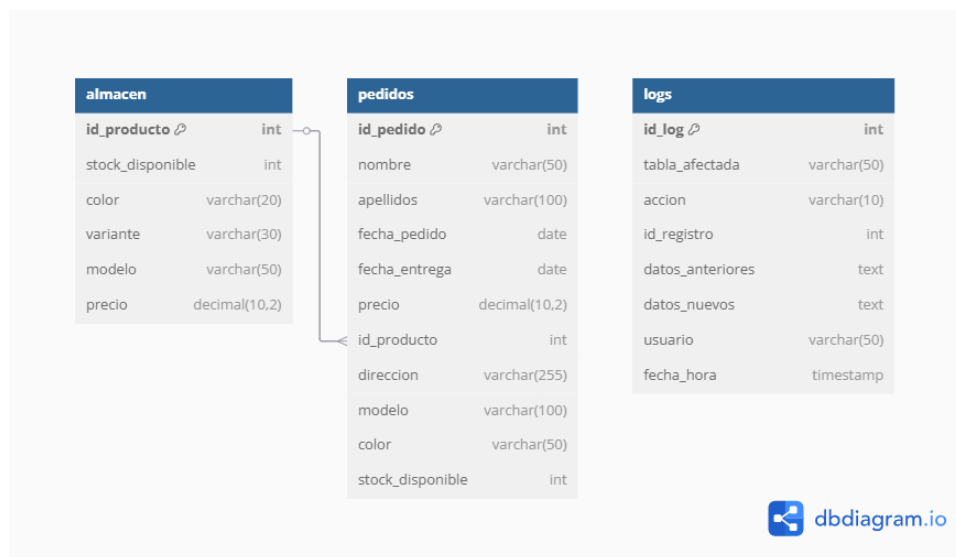 almacen
id_producto int
stock_disponible int
color varchar(20)
variante varchar(30)
modelo varchar(50)
precio decimal(10,2)
pedidos
id_pedido int
nombre varchar(50)
apellidos varchar(100)
fecha_pedido date
fecha_entrega date
precio decimal(10,2)
id_producto int
direccion varchar(255)
modelo varchar(100)
color varchar(50)
stock_disponible int
logs
id_log int
tabla_afectada varchar(50)
accion varchar(10)
id_registro int
datos_anteriores text
datos_nuevos text
usuario varchar(50)
fecha_hora timestamp
dbdiagram.io